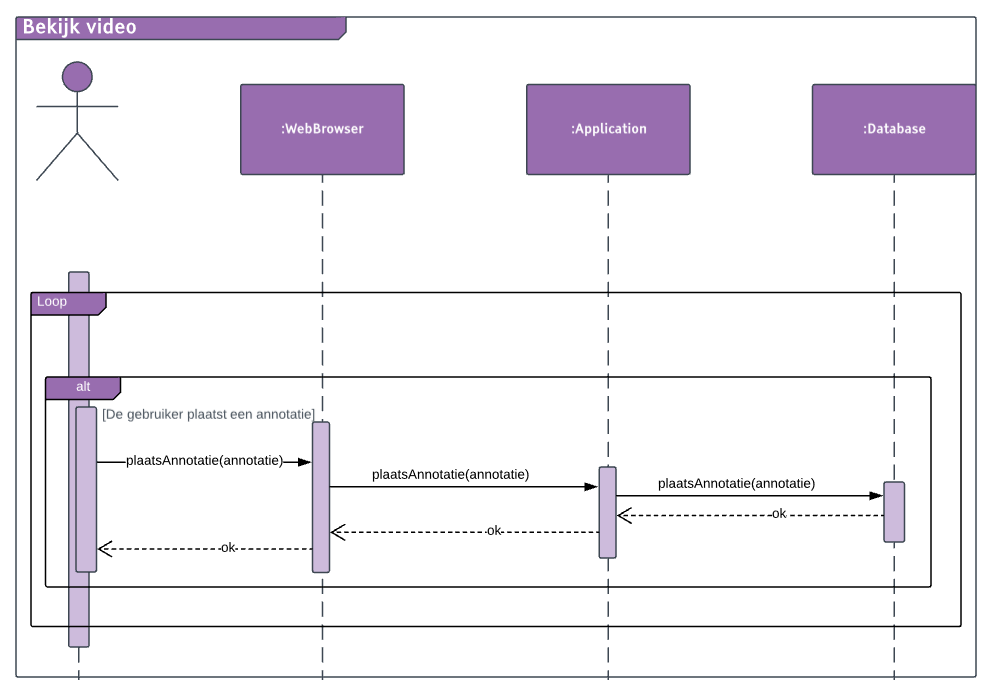 Bekijk video
:WebBrowser
:Application
:Database
Loop
alt
[De gebruiker plaatst een annotatie]
plaatsAnnotatie(annotatie)
plaatsAnnotatie(annotatie)
plaatsAnnotatie(annotatie)
ok
ok
ok